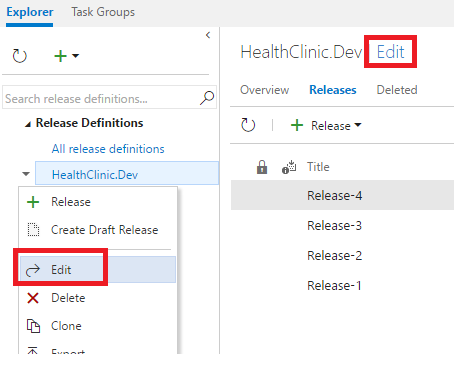 Explorer Task Groups
Search release definitions...
Release Definitions
All release definitions
HealthClinic.Dev
Release
Create Draft Release
Edit
Delete
Clone
Export
HealthClinic.Dev Edit
Overview Releases Deleted
Release
Title
Release-4
Release-3
Release-2
Release-1